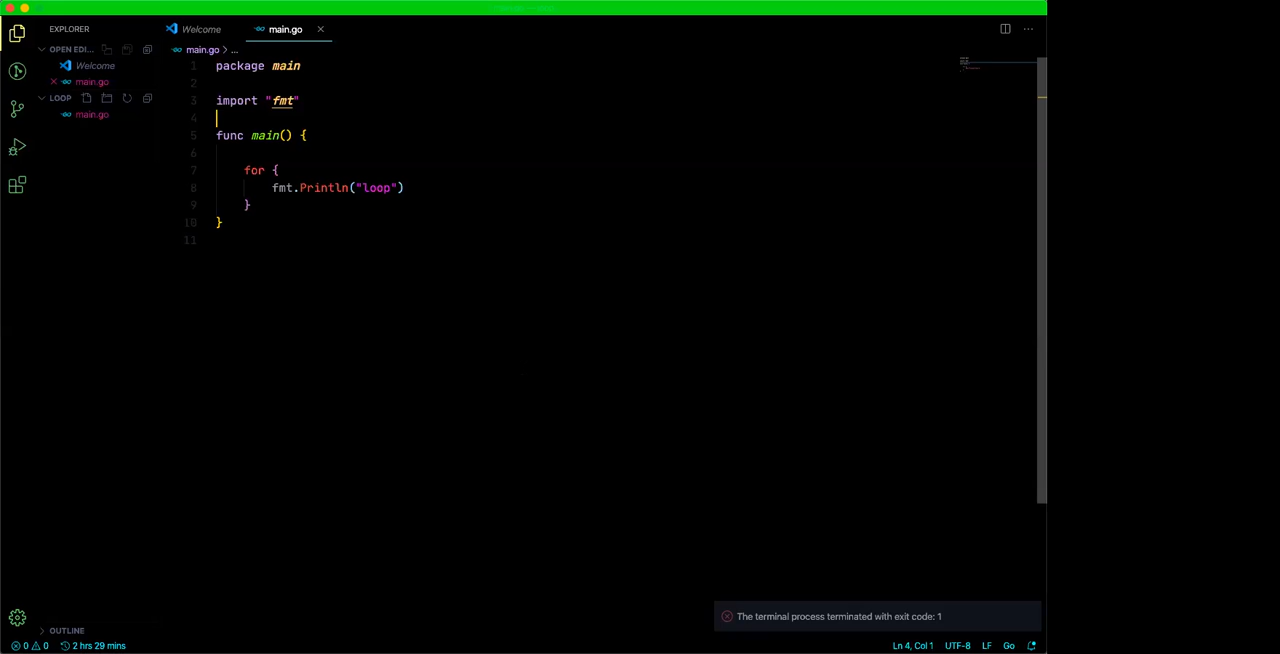 EXPLORER
Welcome
main.go
OPEN EDI...
Welcome
main.go
LOOP
main.go
OUTLINE
main.go > ...
1 package main
2
3 import "fmt"
4
5 func main() {
6
7 for {
8 fmt.Println("loop")
9 }
10 }
11
The terminal process terminated with exit code: 1
0 0 2 hrs 29 mins
Ln 4, Col 1 UTF-8 LF Go